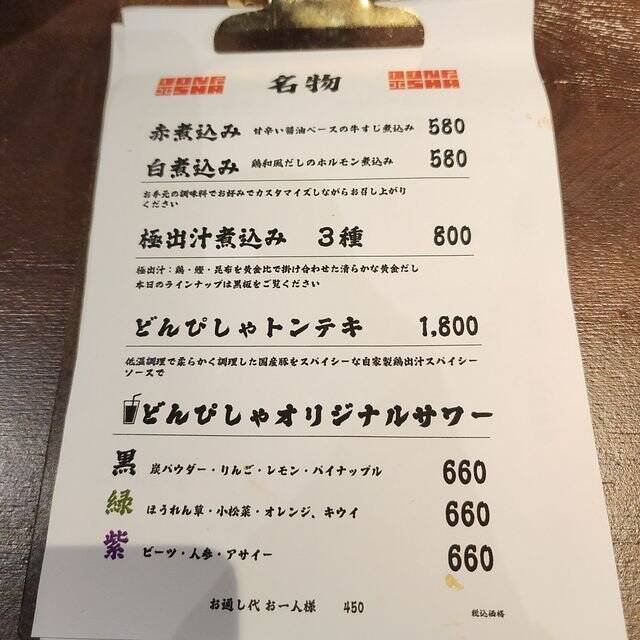 名物
赤煮込み 甘辛い醤油ベースの牛すじ煮込み 580
白煮込み 鶏和風だしのホルモン煮込み 580
お手元の調味料でお好みでカスタマイズしながらお召し上がり
ください
極出汁煮込み 3種 800
極出汁：鶏・鰹・昆布を黄金比で掛け合わせた清らかな黄金だし
本日のラインナップは黒板をご覧ください
どんぴしゃトンテキ 1,800
低温調理で柔らかく調理した国産豚をスパイシーな自家製鶏出汁スパイシー
ソースで
どんぴしゃオリジナルサワー
黒 炭パウダー・りんご・レモン・パイナップル 660
緑 ほうれん草・小松菜・オレンジ、キウイ 660
紫 ビーツ・人参・アサイー 660
お通し代 お一人様 450
税込価格